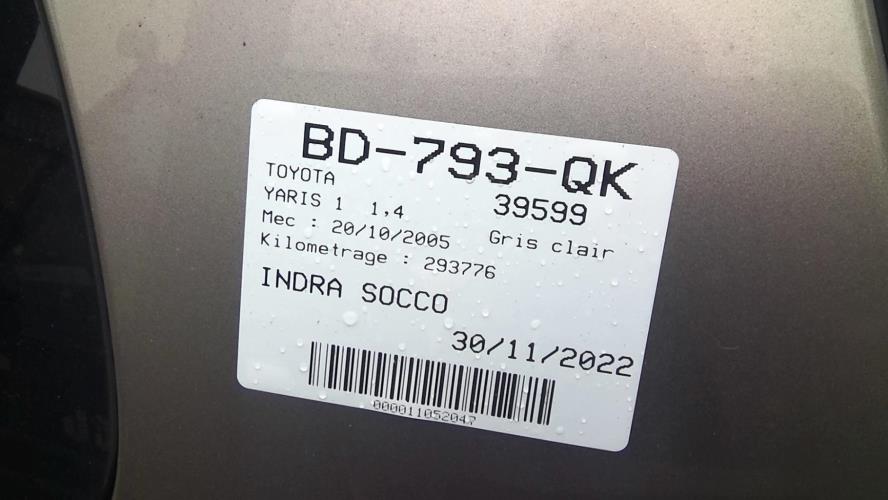 BD-793-QK
TOYOTA
39599
YARIS 1 1,4
Gris clair
Mec : 20/10/2005
Kilometrage : 293776
INDRA SOCCO
30/11/2022
000011052047